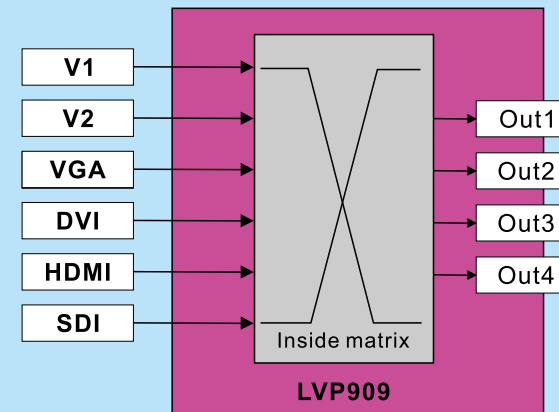 V1
V2
VGA
DVI
HDMI
SDI
Out1
Out2
Out3
Out4
Inside matrix
LVP909